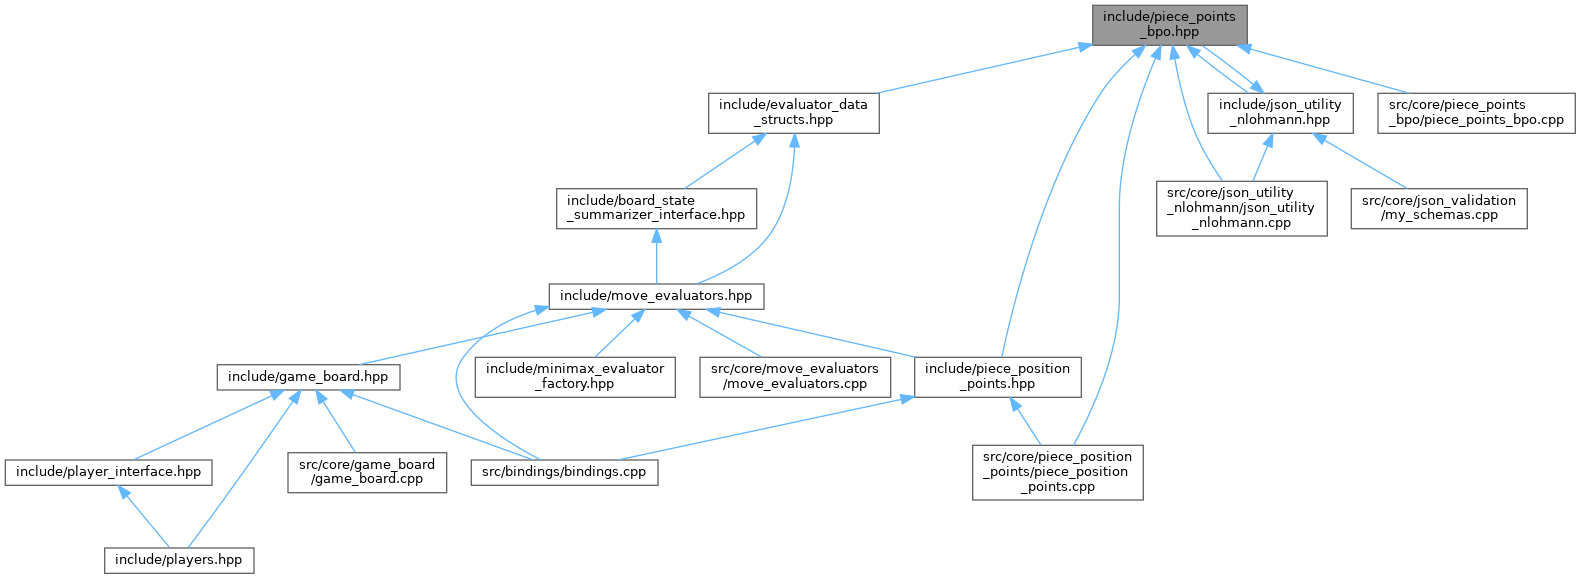 include/piece_points
_bpo.hpp
include/evaluator_data
_structs.hpp
include/json_utility
_nlohmann.hpp
src/core/piece_points
_bpo/piece_points_bpo.cpp
include/board_state
_summarizer_interface.hpp
src/core/json_utility
_nlohmann/json_utility
_nlohmann.cpp
src/core/json_validation
/my_schemas.cpp
include/move_evaluators.hpp
include/game_board.hpp
include/minimax_evaluator
_factory.hpp
src/core/move_evaluators
/move_evaluators.cpp
include/piece_position
_points.hpp
include/player_interface.hpp
src/core/game_board
/game_board.cpp
src/bindings/bindings.cpp
src/core/piece_position
_points/piece_position
_points.cpp
include/players.hpp